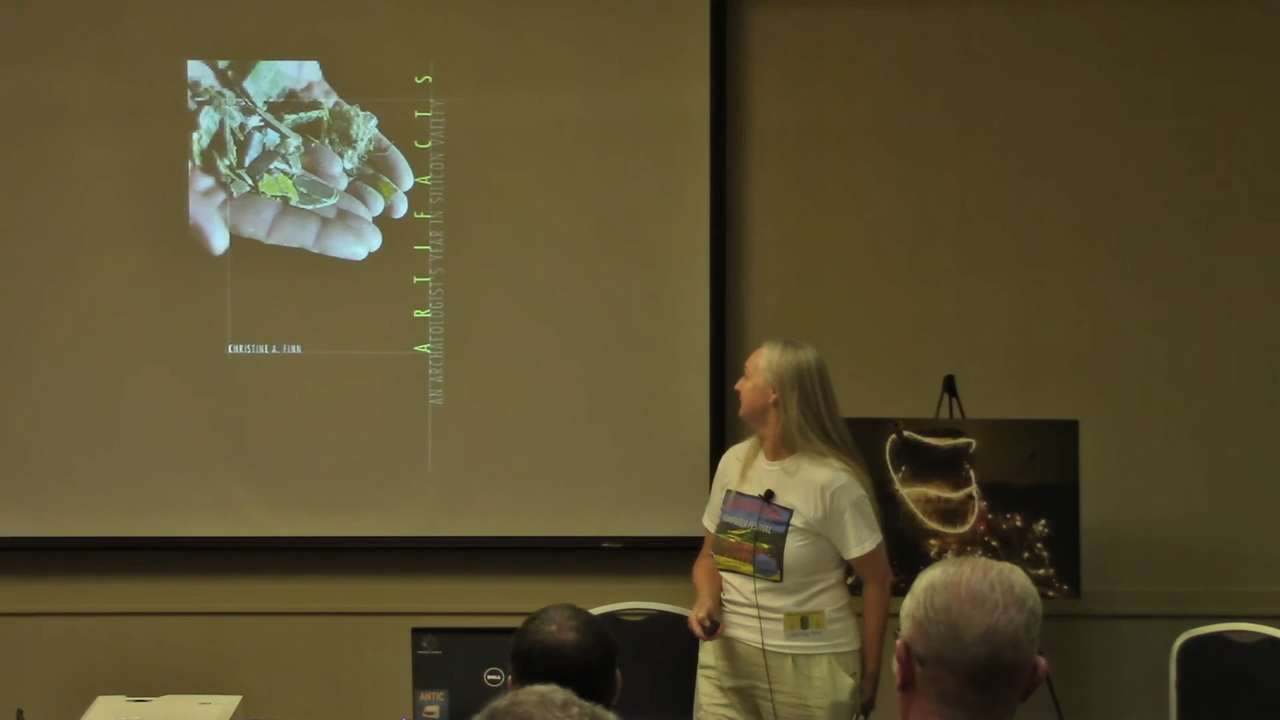 ARTIFACTS
AN ARCHAEOLOGIST'S YEAR IN SILICON VALLEY
CHRISTINE A. FINN
DELL
ANTIC